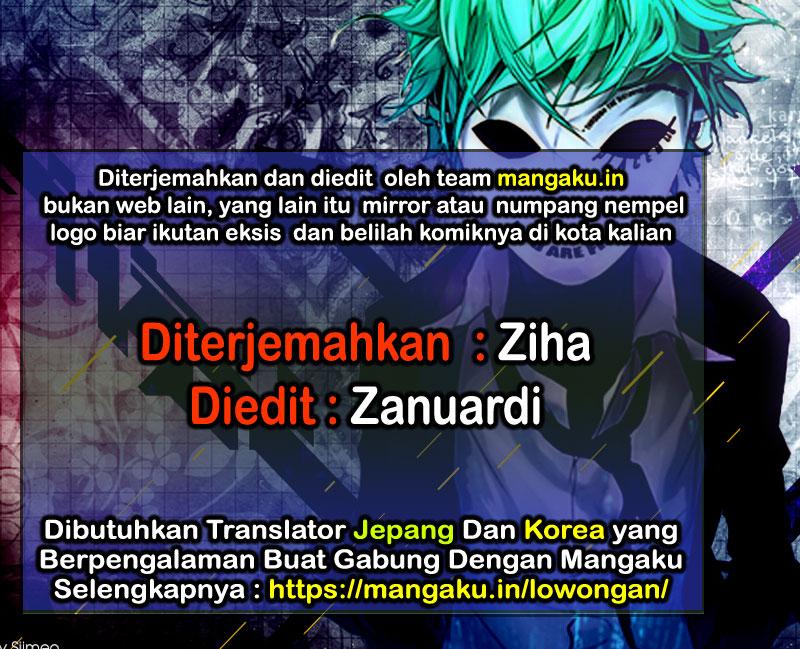 Diterjemahkan dan diedit oleh team mangaku.in
bukan web lain, yang lain itu mirror atau numpang nempel
logo biar ikutan eksis dan belilah komiknya di kota kalian
ARE
Diterjemahkan : Ziha
Diedit : Zanuardi
Dibutuhkan Translator Jepang Dan Korea yang
Berpengalaman Buat Gabung Dengan Mangaku
Selengkapnya : https://mangaku.in/lowongan/
y Siimeo